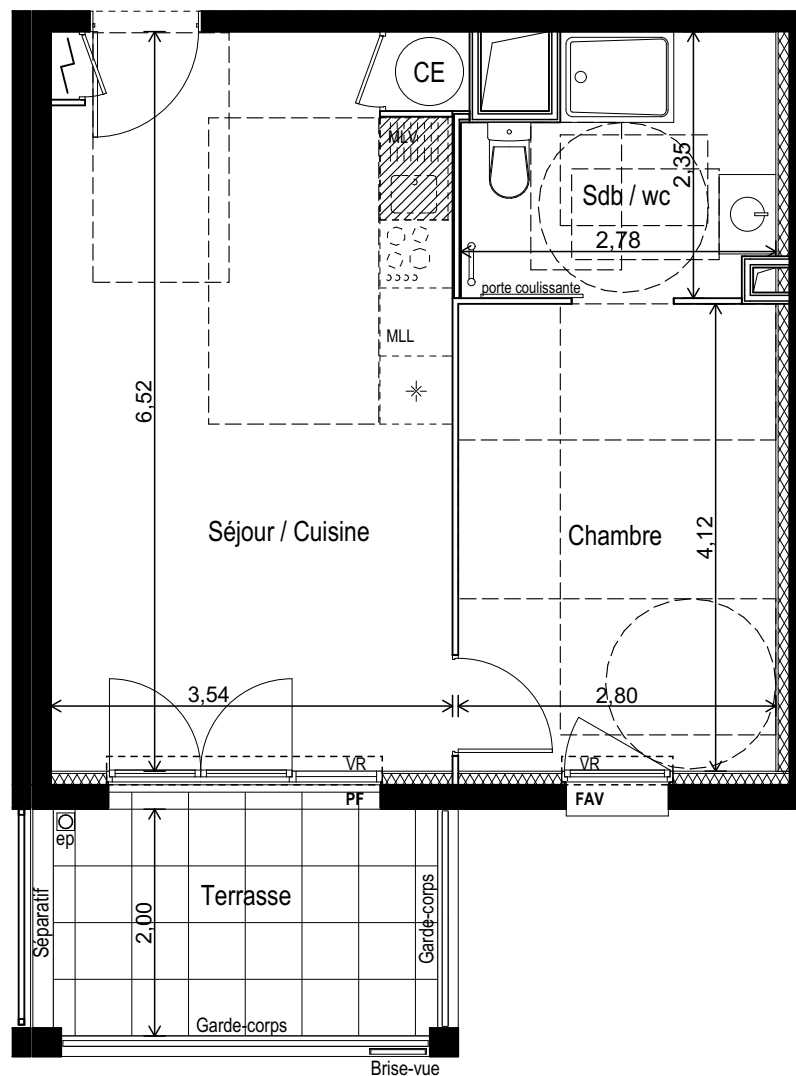 CE
MLV
2,35
Sdb / wc
2,78
porte coulissante
MLL
6,52
Séjour / Cuisine
Chambre
4,12
3,54
2,80
VR
VR
PF
FAV
ep
Terrasse
Séparatif
2,00
Garde-corps
Garde-corps
Brise-vue